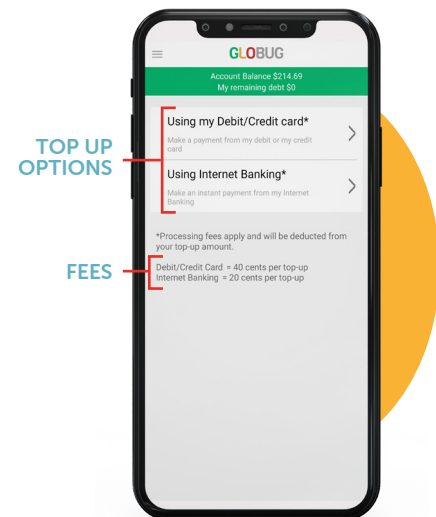 GLOBUG
Account Balance $214.69
My remaining debt $0
TOP UP
OPTIONS
Using my Debit/Credit card*
Make a payment from my debit or my credit
card
Using Internet Banking*
Make an instant payment from my Internet
Banking
*Processing fees apply and will be deducted from
your top-up amount.
FEES
Debit/Credit Card = 40 cents per top-up
Internet Banking = 20 cents per top-up